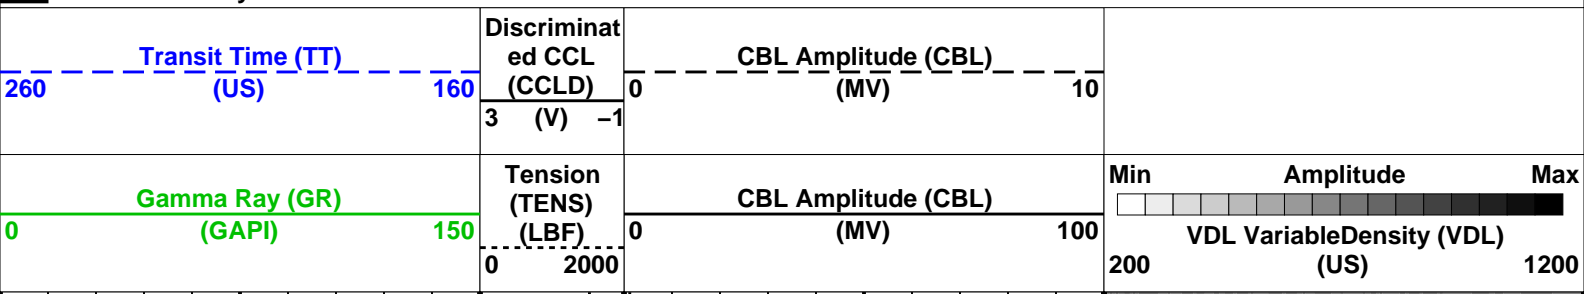 Transit Time (TT)
260 (US) 160
Discriminat
ed CCL
(CCLD)
3 (V) −1
CBL Amplitude (CBL)
0 (MV) 10
Gamma Ray (GR)
0 (GAPI) 150
Tension
(TENS)
(LBF)
0 2000
CBL Amplitude (CBL)
0 (MV) 100
Min Amplitude Max
VDL VariableDensity (VDL)
200 (US) 1200